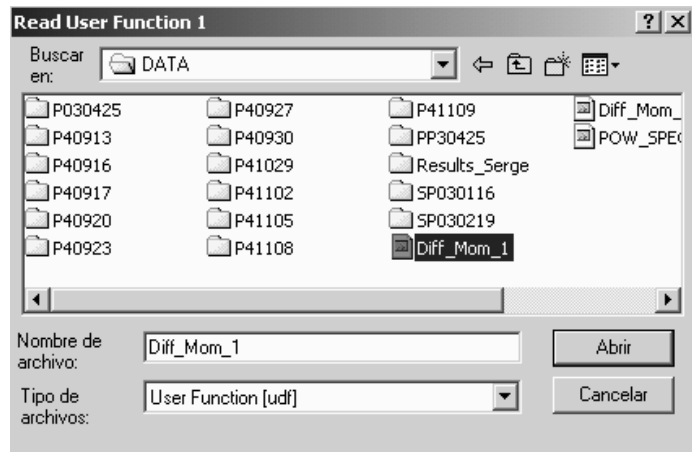 Read User Function 1
Buscar
en:
DATA
P030425
P40913
P40916
P40917
P40920
P40923
P40927
P40930
P41029
P41102
P41105
P41108
P41109
PP30425
Results_Serge
SP030116
SP030219
Diff_Mom_1
Diff_Mom_
POW_SPE
Nombre de
archivo:
Diff_Mom_1
Abrir
Tipo de
archivos:
User Function [udf]
Cancelar